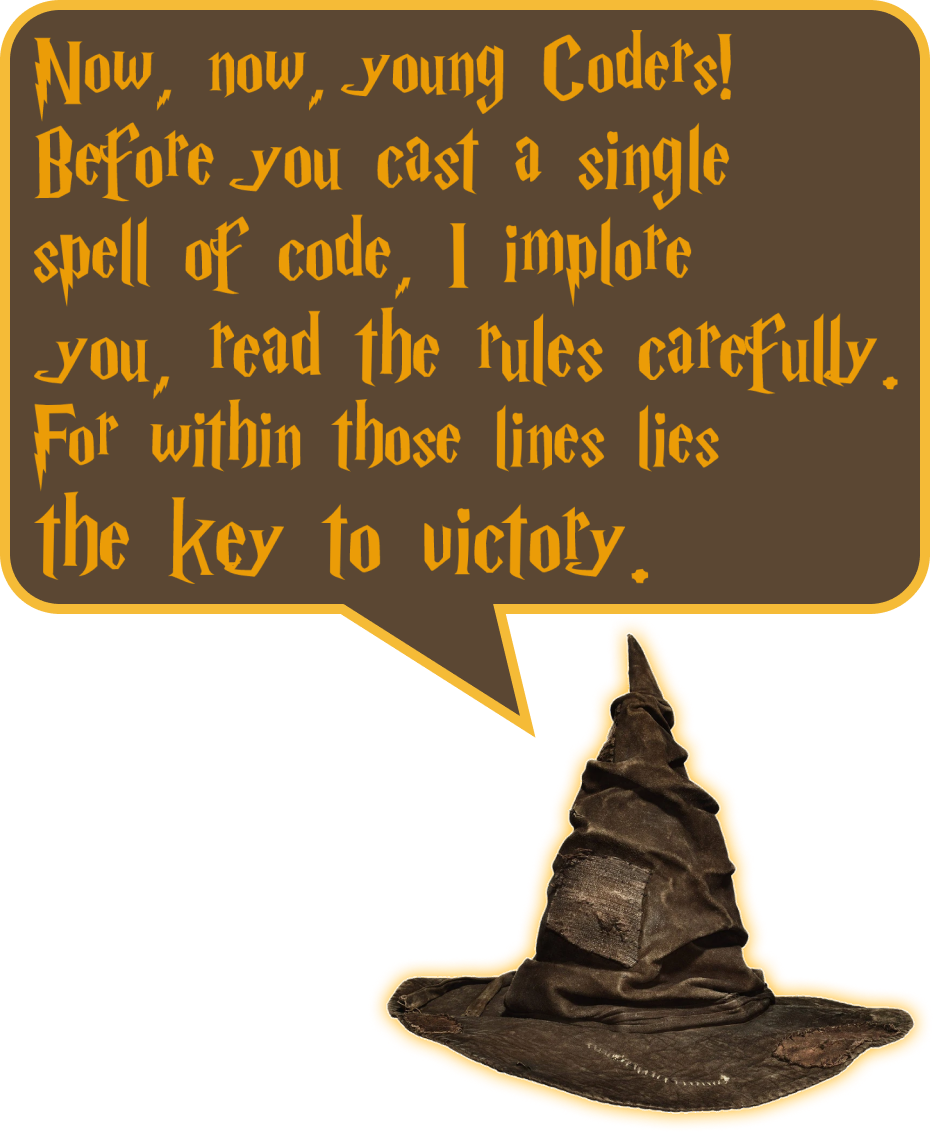 Now, now, young Coders!
Before you cast a single
spell of code, I implore
you, read the rules carefully.
For within those lines lies
the key to victory.